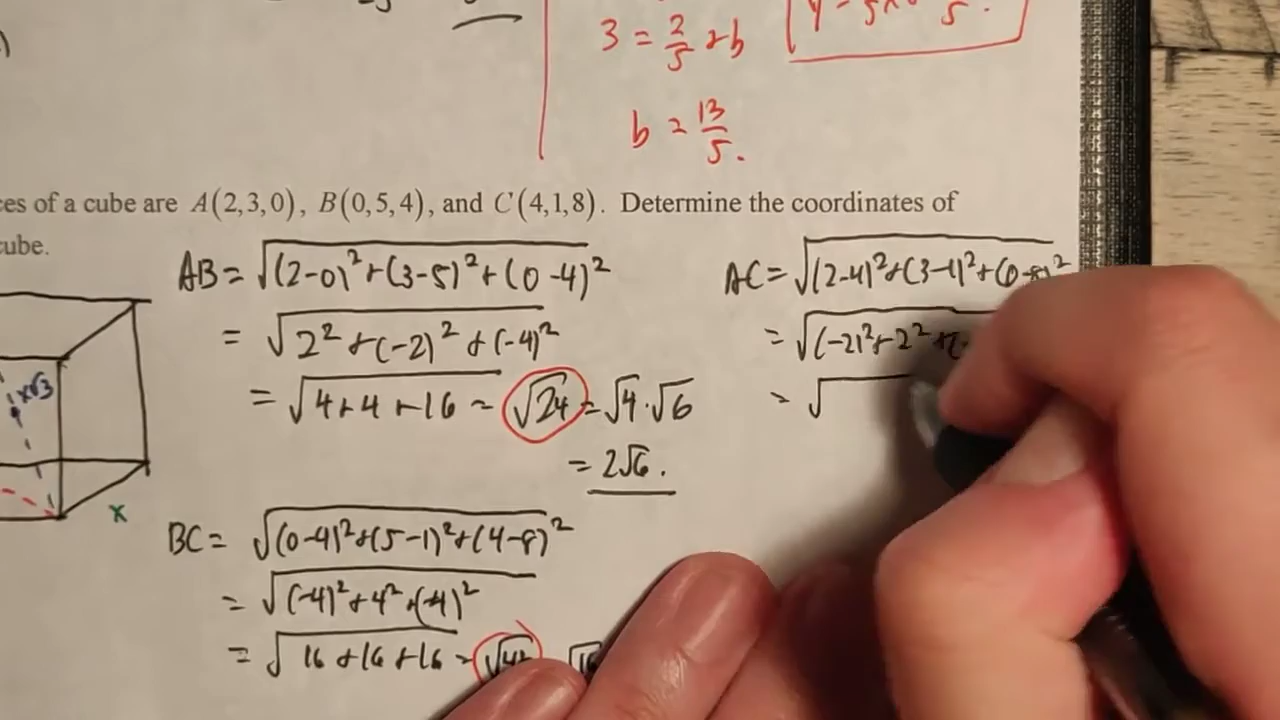 3 = 2/5 + b
b = 13/5.
ces of a cube are A(2,3,0), B(0,5,4), and C(4,1,8). Determine the coordinates of
cube.
AB = √(2-0)² + (3-5)² + (0-4)²
= √2² + (-2)² + (-4)²
= √4+4+16 = √24 = √4 · √6
= 2√6.
AC = √(2-4)² + (3-1)² + (0-8)²
= √(-2)² + 2² +
= √
x√3
x
BC = √(0-4)² + (5-1)² + (4-8)²
= √(-4)² + 4² + (-4)²
= √16 + 16 + 16 =